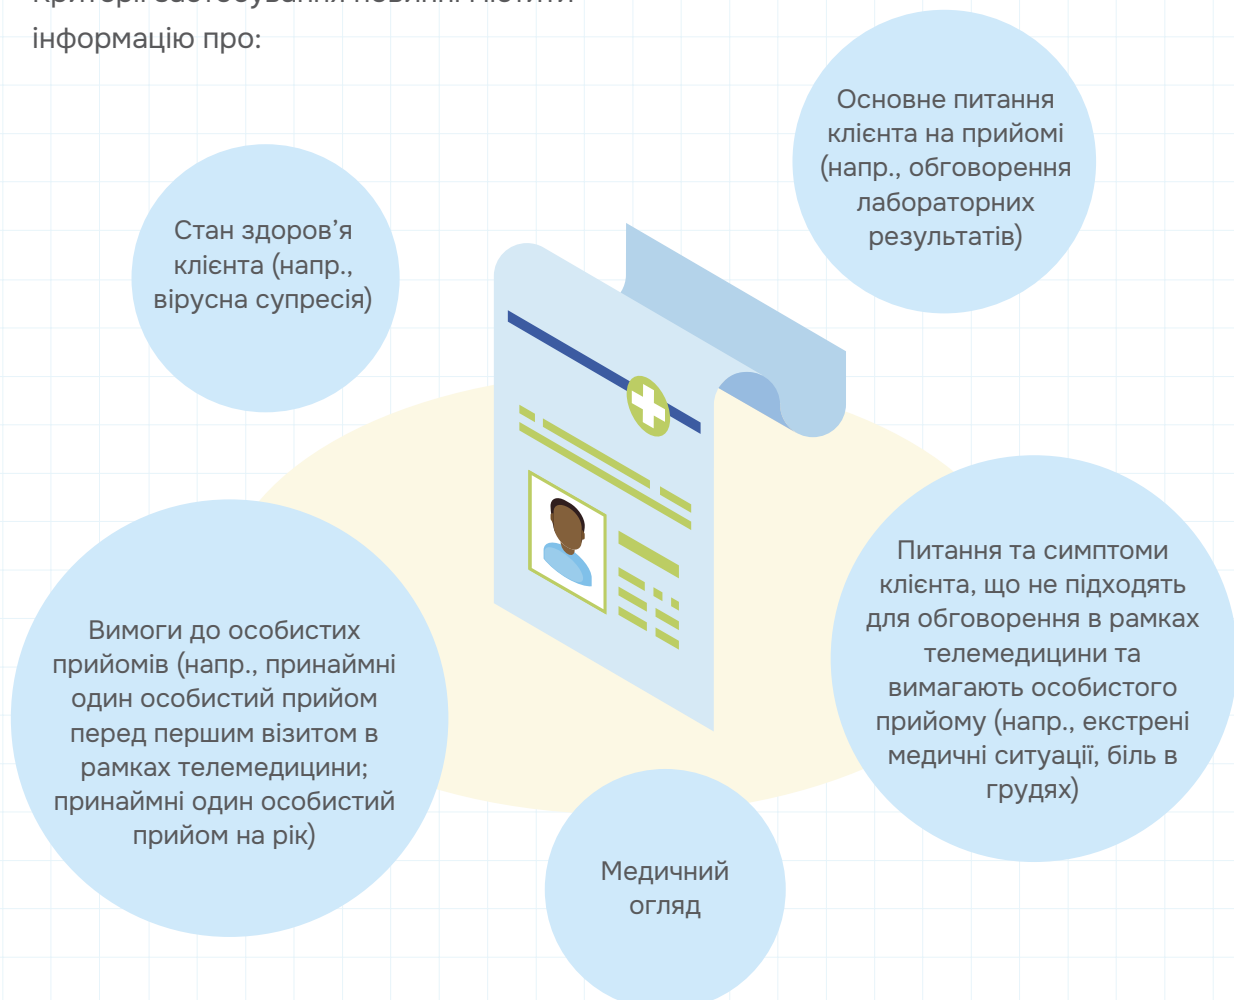 інформацію про:
Основне питання
клієнта на прийомі
(напр., обговорення
лабораторних
результатів)
Стан здоров’я
клієнта (напр.,
вірусна супресія)
Питання та симптоми
клієнта, що не підходять
для обговорення в рамках
телемедицини та
вимагають особистого
прийому (напр., екстрені
медичні ситуації, біль в
грудях)
Вимоги до особистих
прийомів (напр., принаймні
один особистий прийом
перед першим візитом в
рамках телемедицини;
принаймні один особистий
прийом на рік)
Медичний
огляд